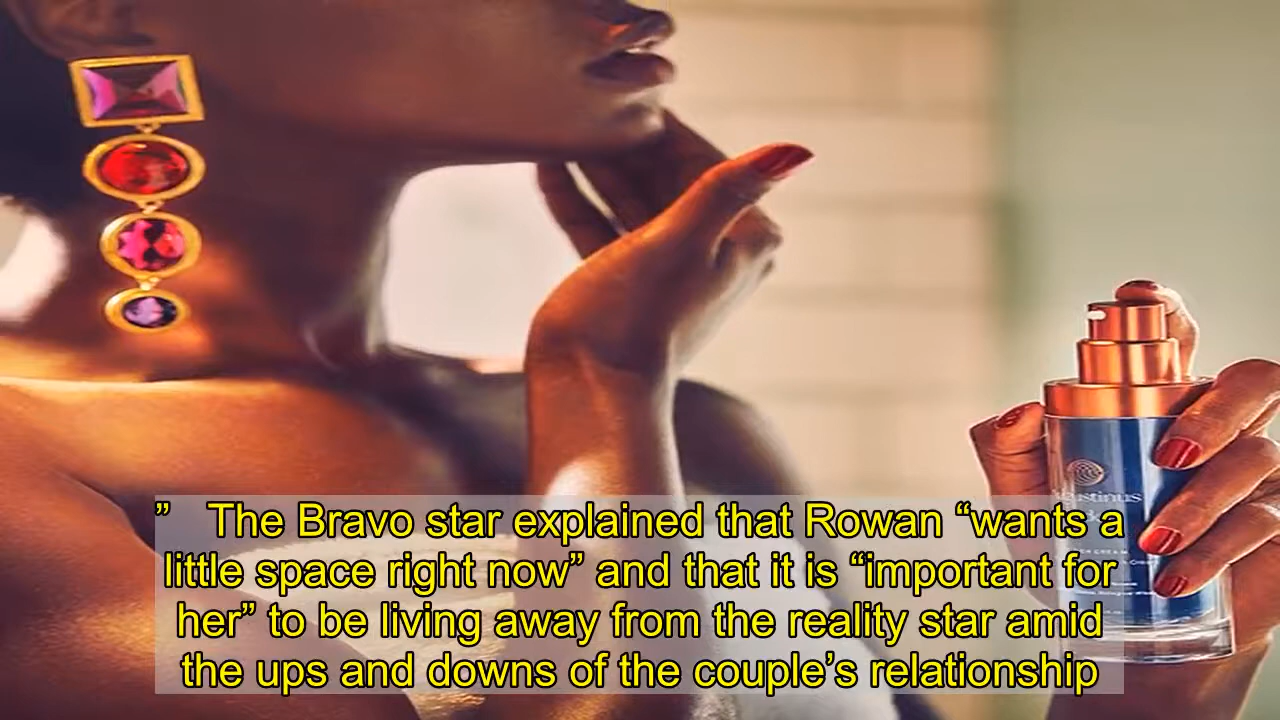 ”   The Bravo star explained that Rowan “wants a
little space right now” and that it is “important for
her” to be living away from the reality star amid
the ups and downs of the couple’s relationship